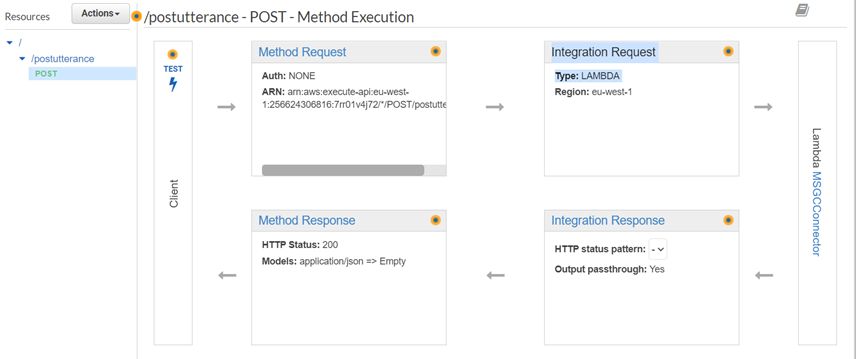 Resources
Actions
/postutterance - POST - Method Execution
/
/postutterance
POST
TEST
Client
Method Request
Auth: NONE
ARN: arn:aws:execute-api:eu-west-
1:256624306816:7rr01v4j72/*/POST/postutte
Integration Request
Type: LAMBDA
Region: eu-west-1
Lambda MSGCConnector
Method Response
HTTP Status: 200
Models: application/json => Empty
Integration Response
HTTP status pattern: -
Output passthrough: Yes